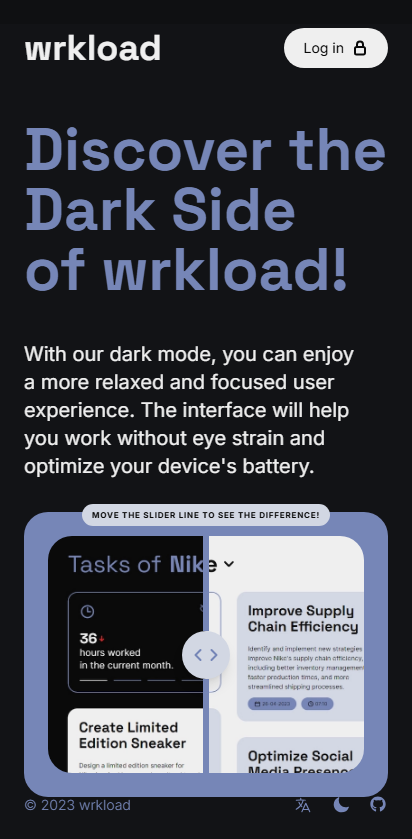 wrkload
Log in
Discover the
Dark Side
of wrkload!
With our dark mode, you can enjoy
a more relaxed and focused user
experience. The interface will help
you work without eye strain and
optimize your device's battery.
MOVE THE SLIDER LINE TO SEE THE DIFFERENCE!
Tasks of Nike
36
hours worked
in the current month.
Create Limited
Edition Sneaker
Design a limited edition sneaker for
Improve Supply
Chain Efficiency
Identify and implement new strategies
improve Nike's supply chain efficiency,
including better inventory management
faster production times, and more
streamlined shipping processes.
Optimize Social
Media Presence
© 2023 wrkload